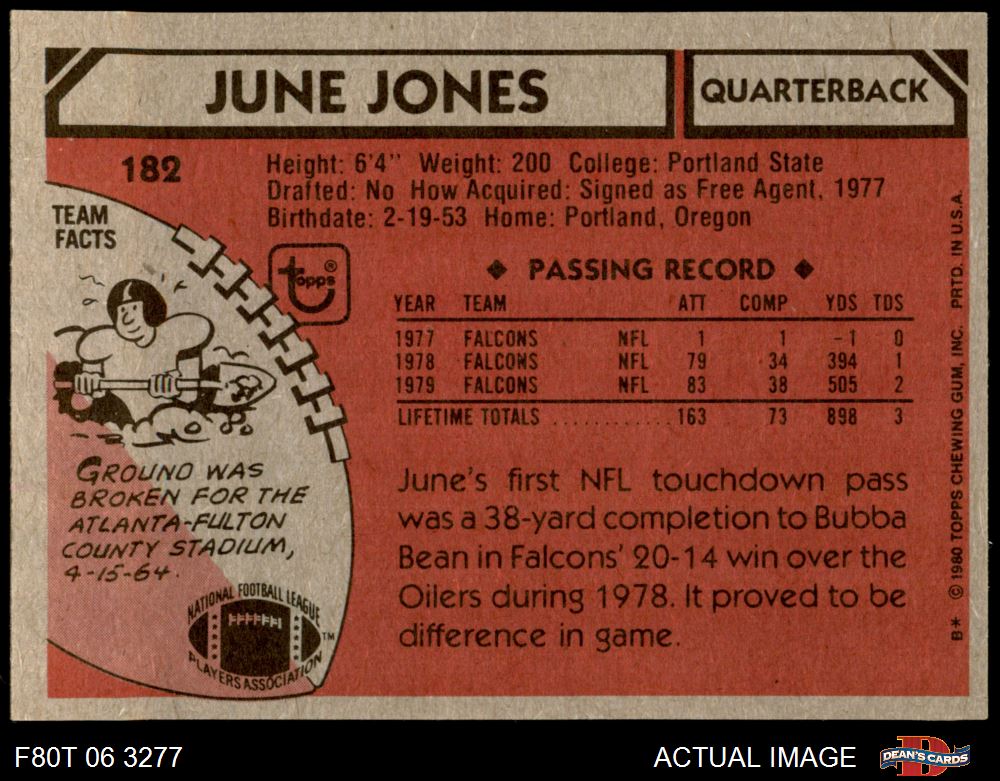 JUNE JONES
QUARTERBACK
182
Height: 6'4" Weight: 200 College: Portland State
Drafted: No How Acquired: Signed as Free Agent, 1977
Birthdate: 2-19-53 Home: Portland, Oregon
TEAM
FACTS
topps®
◆ PASSING RECORD ◆
YEAR TEAM ATT COMP YDS TDS
1977 FALCONS NFL 1 1 -1 0
1978 FALCONS NFL 79 34 394 1
1979 FALCONS NFL 83 38 505 2
LIFETIME TOTALS ............ 163 73 898 3
GROUND WAS
BROKEN FOR THE
ATLANTA-FULTON
COUNTY STADIUM,
4-15-64.
NATIONAL FOOTBALL LEAGUE
PLAYERS ASSOCIATION
TM
June's first NFL touchdown pass
was a 38-yard completion to Bubba
Bean in Falcons' 20-14 win over the
Oilers during 1978. It proved to be
difference in game.
B* © 1980 TOPPS CHEWING GUM, INC. PRTD. IN U.S.A.
F80T 06 3277
ACTUAL IMAGE
DEAN'S CARDS